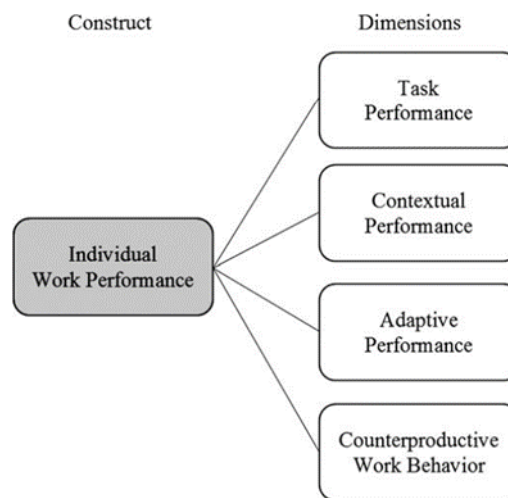 Construct
Dimensions
Task
Performance
Contextual
Performance
Individual
Work Performance
Adaptive
Performance
Counterproductive
Work Behavior